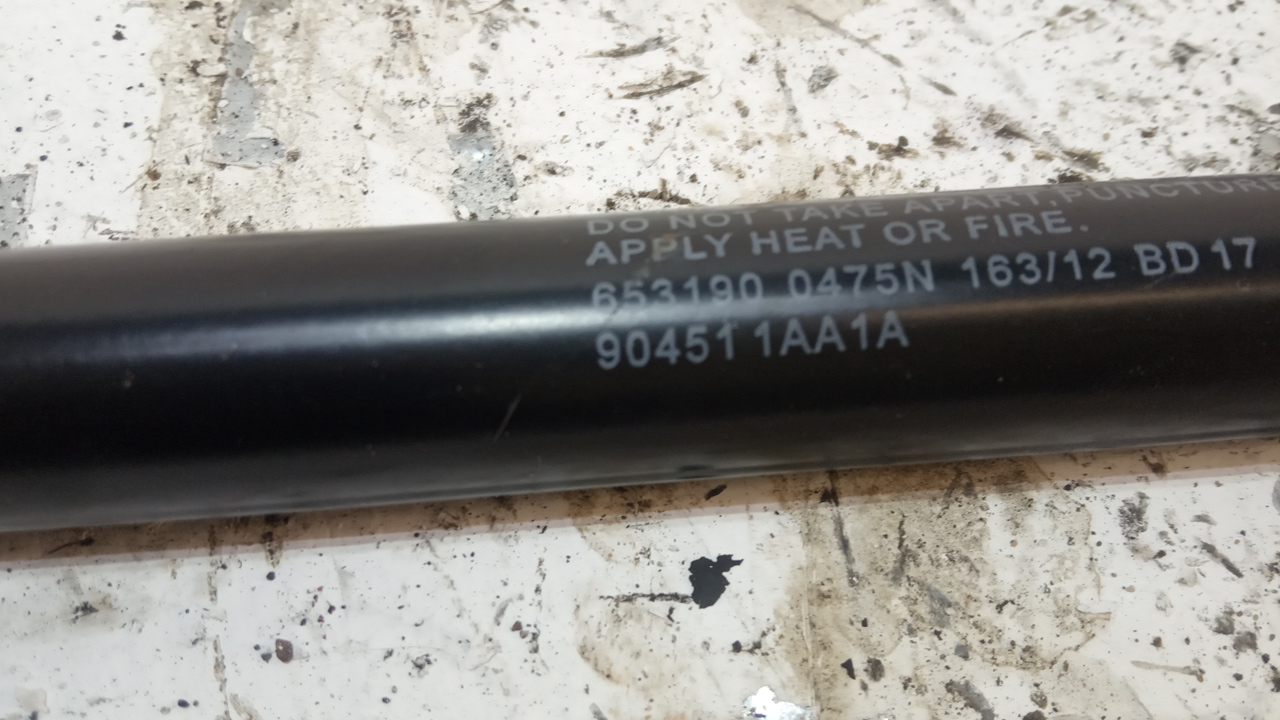 DO NOT TAKE APART, PUNCTURE
APPLY HEAT OR FIRE.
653190 0475N 163/12 BD 17
90451 1AA1A